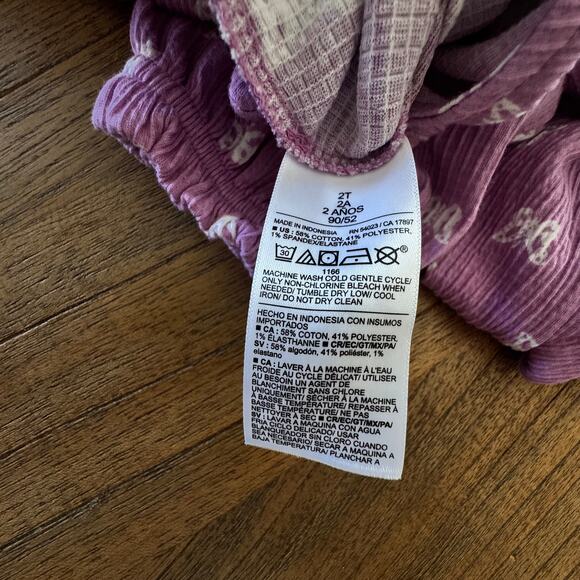 2T
2A
2 AÑOS
90/52
MADE IN INDONESIA RN 54023 / CA 17897
■ US : 58% COTTON, 41% POLYESTER,
1% SPANDEX/ELASTANE
30
1166
MACHINE WASH COLD GENTLE CYCLE/
ONLY NON-CHLORINE BLEACH WHEN
NEEDED/ TUMBLE DRY LOW/ COOL
IRON/ DO NOT DRY CLEAN
HECHO EN INDONESIA CON INSUMOS
IMPORTADOS
■ CA : 58% COTON, 41% POLYESTER,
1% ÉLASTHANNE ■ CR/EC/GT/MX/PA/
SV : 58% algodón, 41% poliéster, 1%
elastano
■ CA : LAVER À LA MACHINE À L'EAU
FROIDE AU CYCLE DÉLICAT/ UTILISER
AU BESOIN UN AGENT DE
BLANCHIMENT SANS CHLORE
UNIQUEMENT/ SÉCHER À LA MACHINE
À BASSE TEMPÉRATURE/ REPASSER À
BASSE TEMPÉRATURE/ NE PAS
NETTOYER À SEC ■ CR/EC/GT/MX/PA/
SV : LAVAR A MAQUINA CON AGUA
FRIA CICLO DELICADO/ USAR
BLANQUEADOR SIN CLORO CUANDO
SEA NECESARIO/ SECAR A MAQUINA A
BAJA TEMPERATURA/ PLANCHAR A